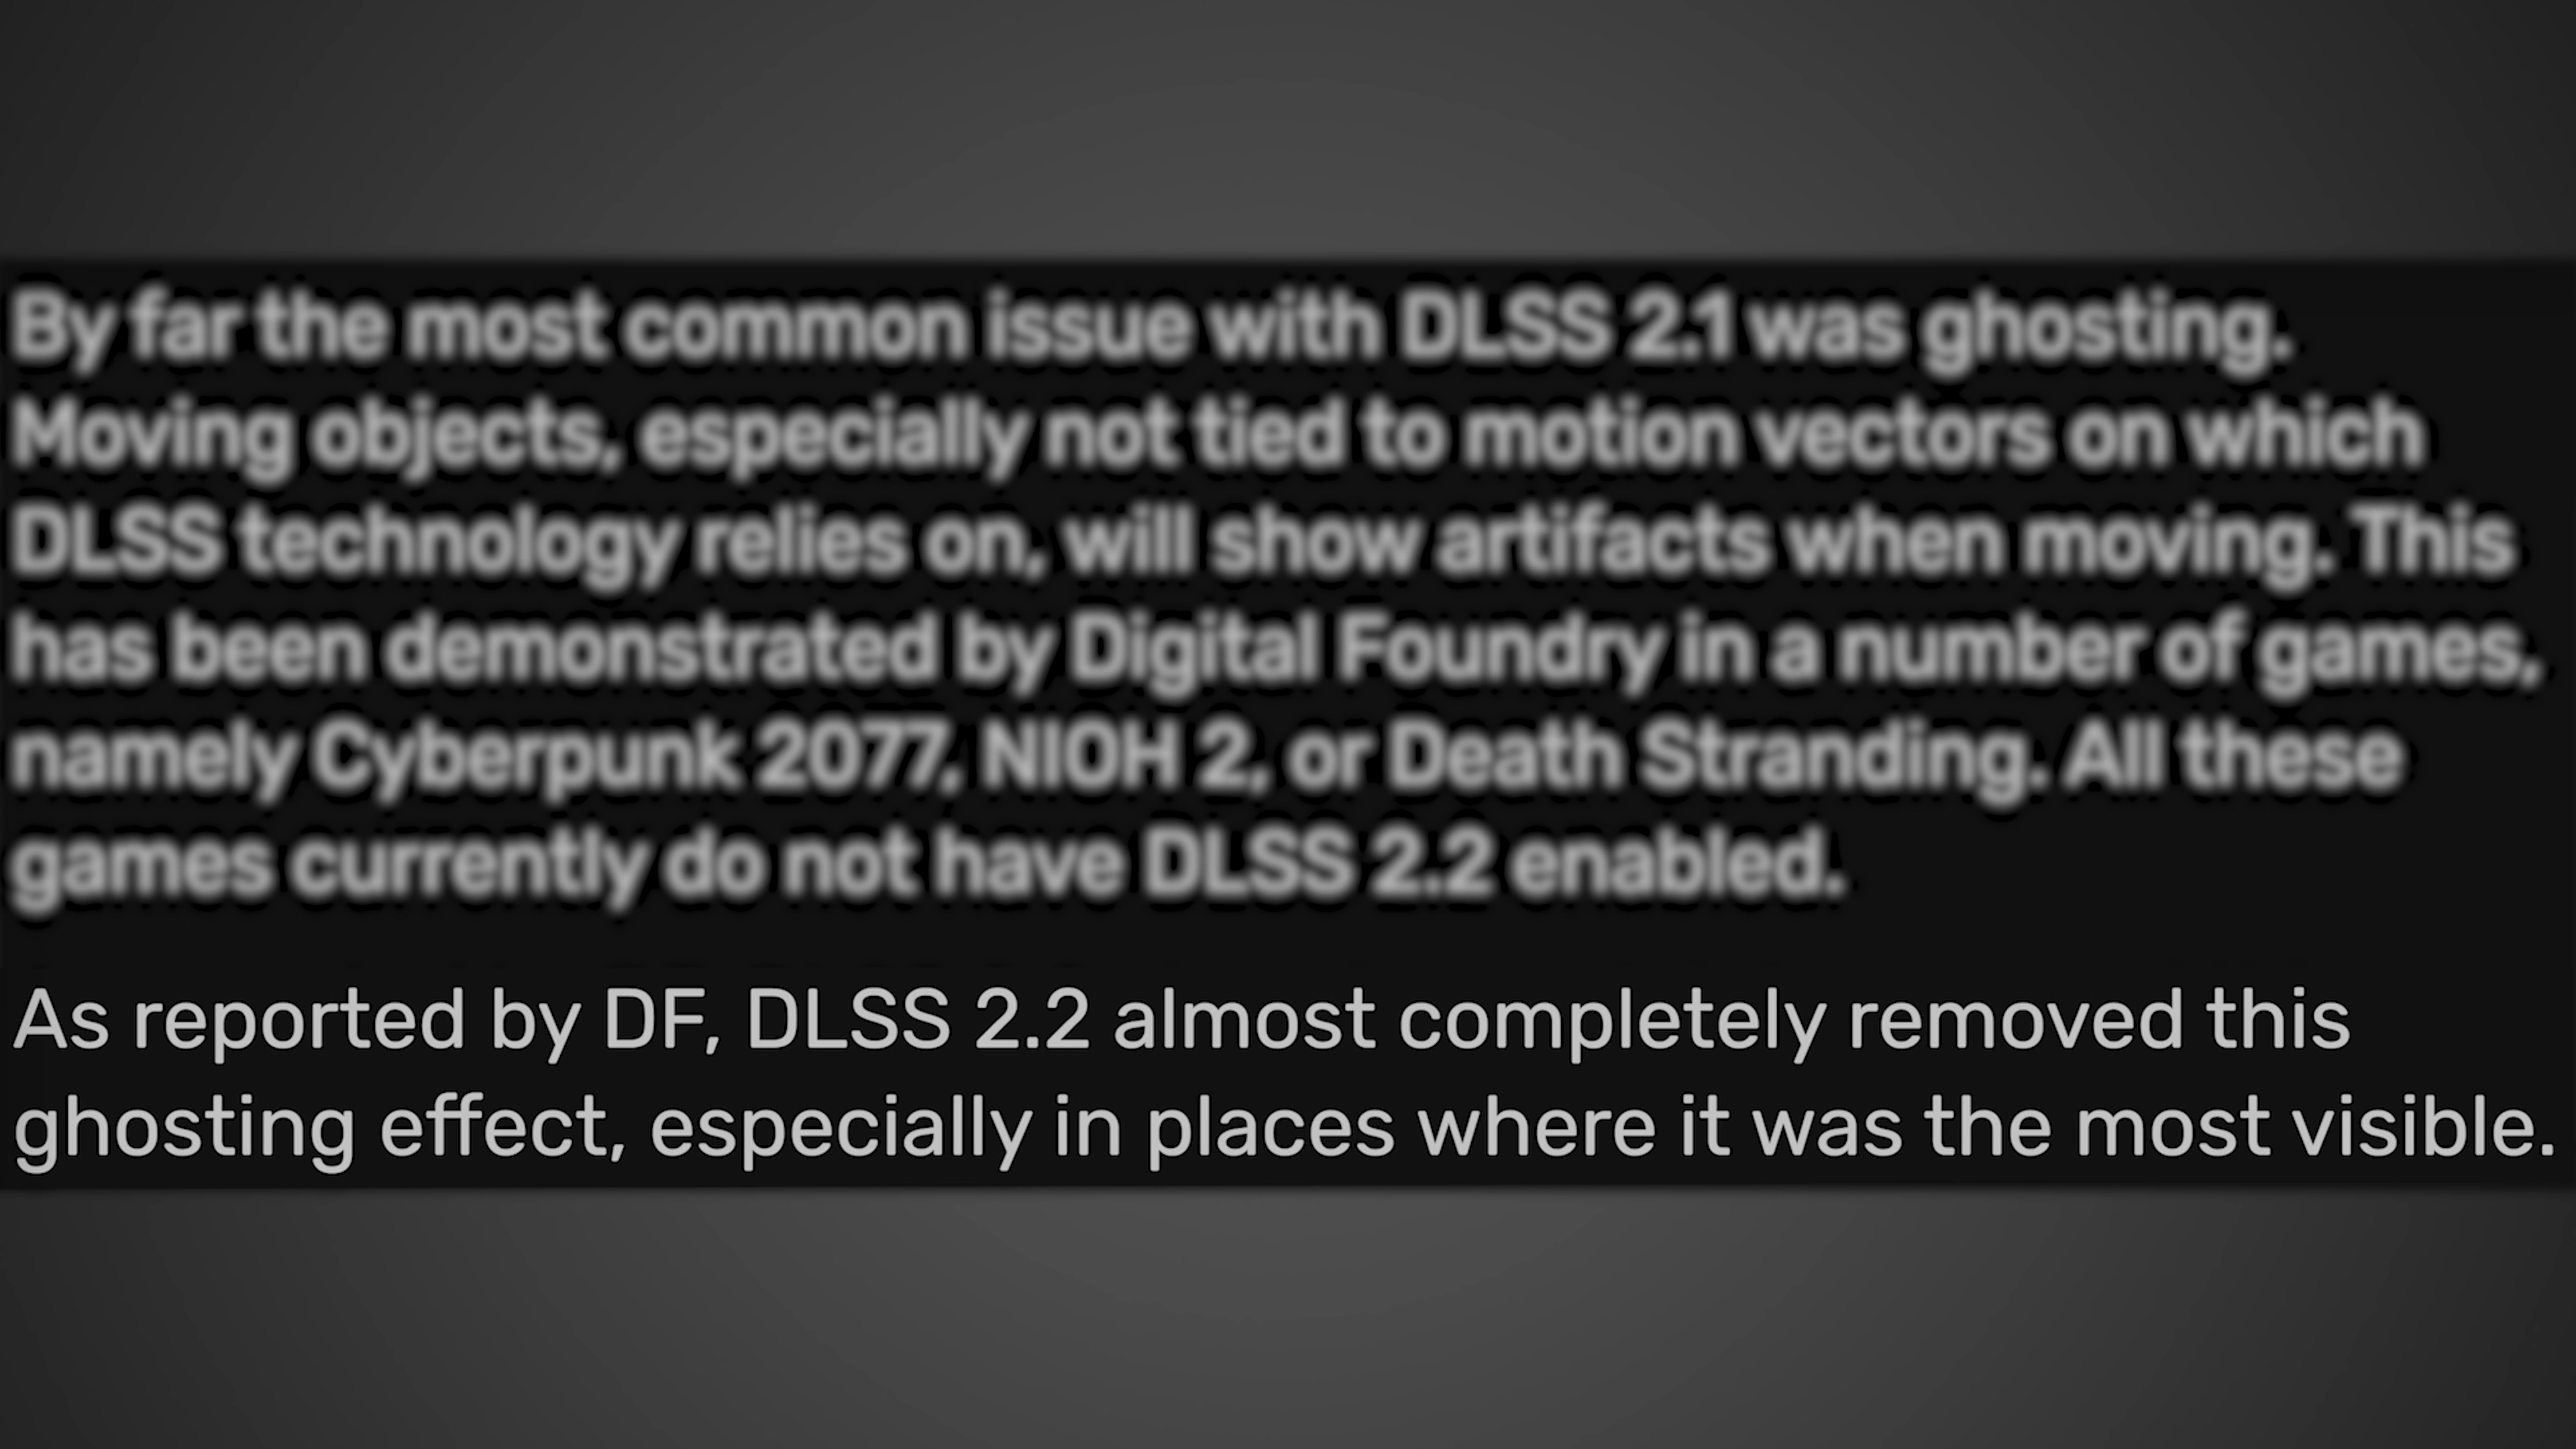 By far the most common issue with DLSS 2.1 was ghosting.
Moving objects, especially not tied to motion vectors on which
DLSS technology relies on, will show artifacts when moving. This
has been demonstrated by Digital Foundry in a number of games,
namely Cyberpunk 2077, NIOH 2, or Death Stranding. All these
games currently do not have DLSS 2.2 enabled.
As reported by DF, DLSS 2.2 almost completely removed this
ghosting effect, especially in places where it was the most visible.